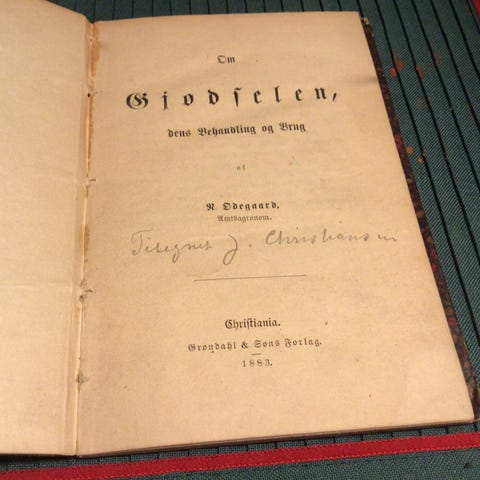 Om
Gjødselen,
dens Behandling og Brug
af
N. Ødegaard,
Amtsagronom.
Tilegnet J. Christiansen
Christiania.
Grøndahl & Søns Forlag.
1883.